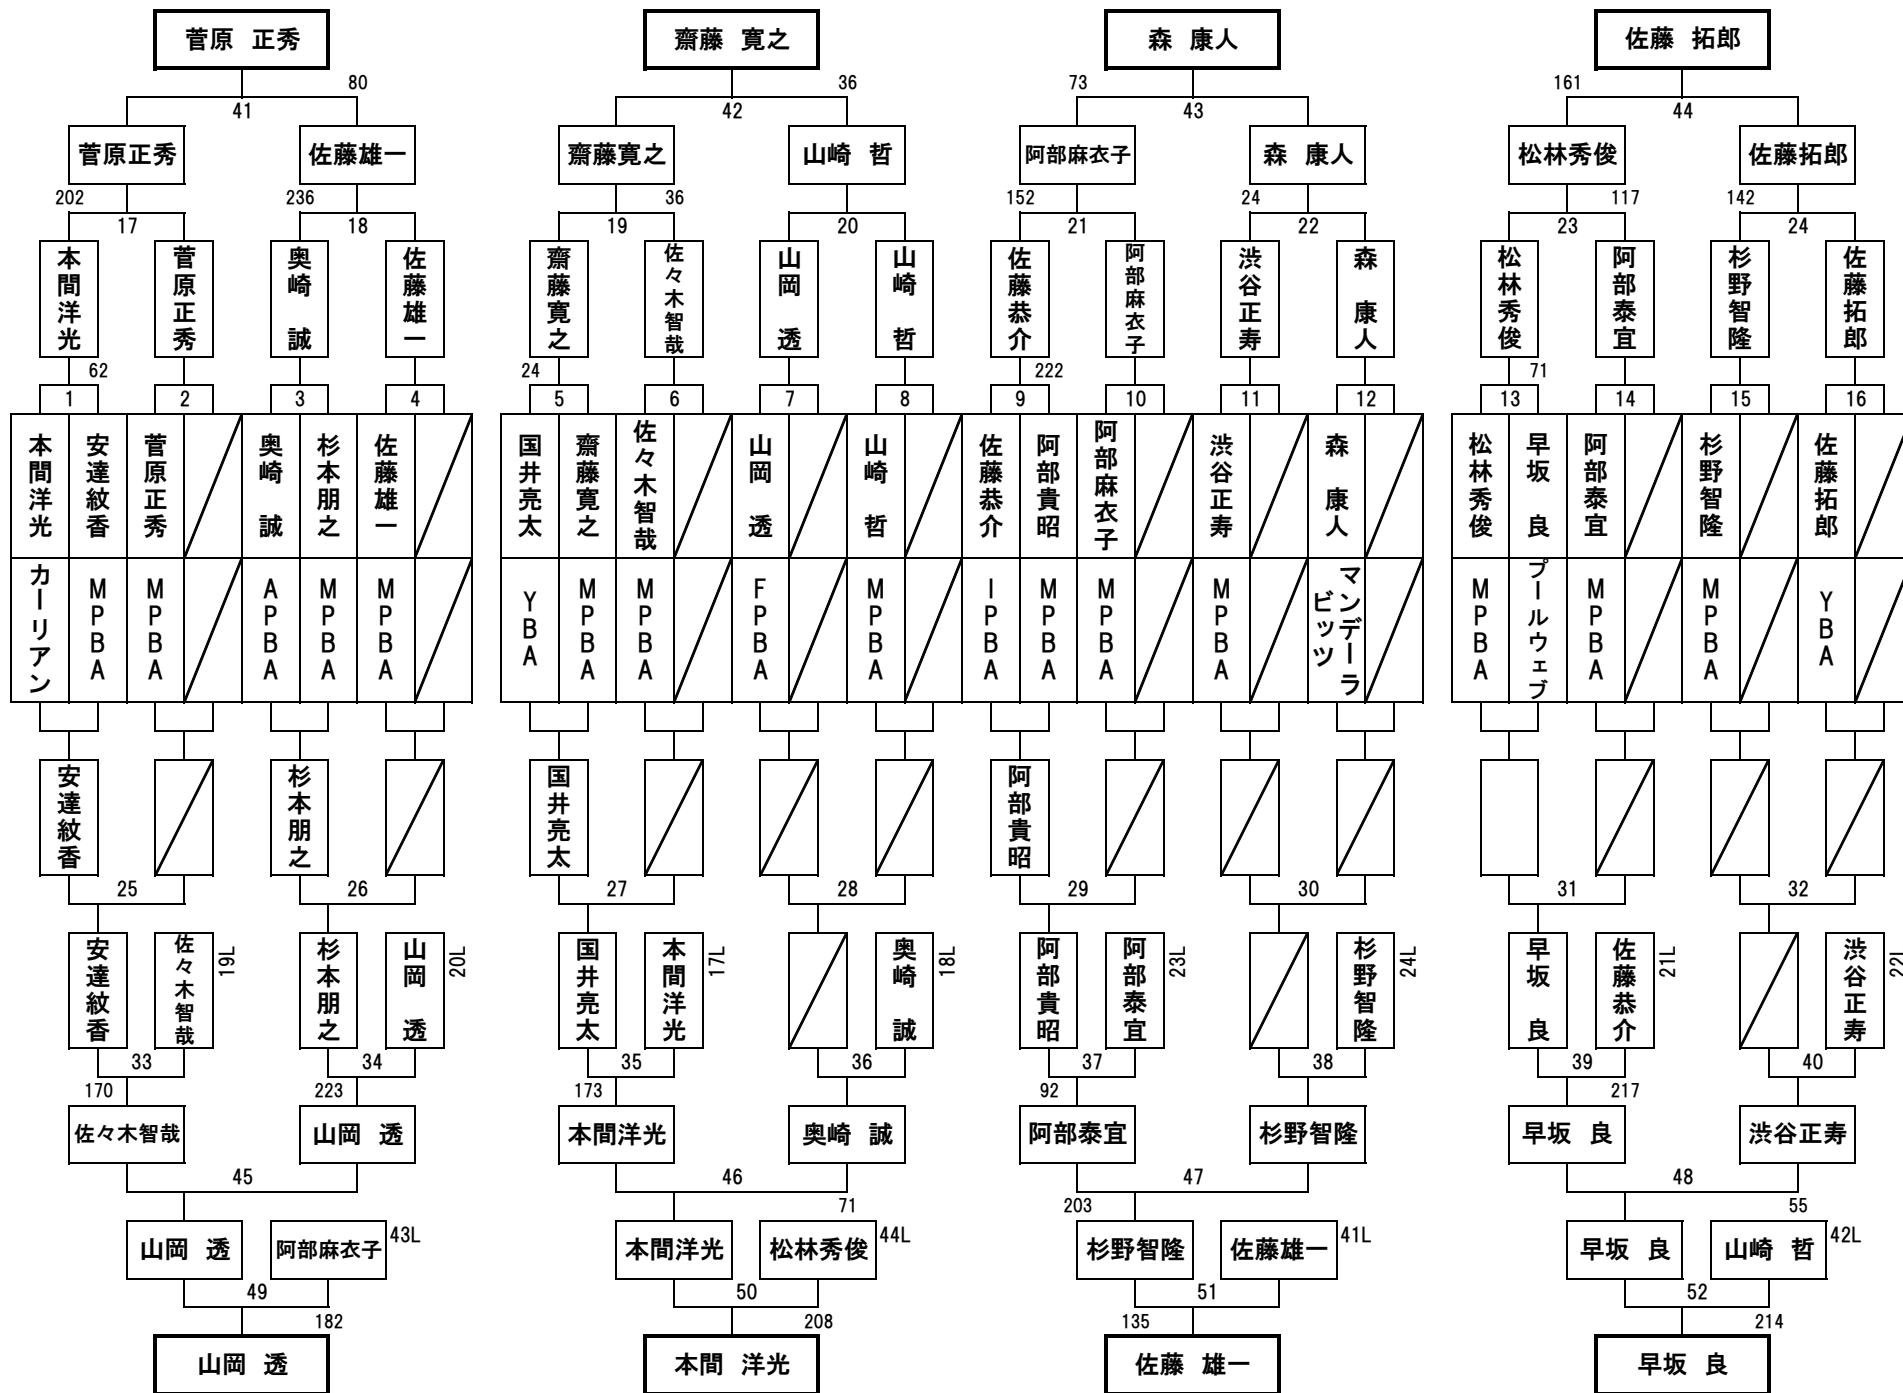 菅原 正秀
齋藤 寛之
森 康人
佐藤 拓郎
80
36
73
161
41
42
43
44
菅原正秀
佐藤雄一
齋藤寛之
山崎 哲
阿部麻衣子
森 康人
松林秀俊
佐藤拓郎
202
236
36
152
24
117
142
17
18
19
20
21
22
23
24
本間洋光
菅原正秀
奥崎 誠
佐藤雄一
齋藤寛之
佐々木智哉
山岡 透
山崎 哲
佐藤恭介
阿部麻衣子
渋谷正寿
森 康人
松林秀俊
阿部泰宜
杉野智隆
佐藤拓郎
62
24
222
71
1
2
3
4
5
6
7
8
9
10
11
12
13
14
15
16
本間洋光
安達紋香
菅原正秀
奥崎 誠
杉本朋之
佐藤雄一
国井亮太
齋藤寛之
佐々木智哉
山岡 透
山崎 哲
佐藤恭介
阿部貴昭
阿部麻衣子
渋谷正寿
森 康人
松林秀俊
早坂 良
阿部泰宜
杉野智隆
佐藤拓郎
カーリアン
MPBA
MPBA
APBA
MPBA
MPBA
YBA
MPBA
MPBA
FPBA
MPBA
IPBA
MPBA
MPBA
MPBA
マンデーラ
ビッツ
MPBA
プールウェブ
MPBA
MPBA
YBA
安達紋香
杉本朋之
国井亮太
阿部貴昭
25
26
27
28
29
30
31
32
安達紋香
佐々木智哉
19L
杉本朋之
山岡 透
20L
国井亮太
本間洋光
17L
奥崎 誠
18L
阿部貴昭
阿部泰宜
23L
杉野智隆
24L
早坂 良
佐藤恭介
21L
渋谷正寿
22L
33
34
35
36
37
38
39
40
170
223
173
92
217
佐々木智哉
山岡 透
本間洋光
奥崎 誠
阿部泰宜
杉野智隆
早坂 良
渋谷正寿
45
46
47
48
71
203
55
山岡 透
阿部麻衣子
43L
本間洋光
松林秀俊
44L
杉野智隆
佐藤雄一
41L
早坂 良
山崎 哲
42L
49
50
51
52
182
208
135
214
山岡 透
本間 洋光
佐藤 雄一
早坂 良